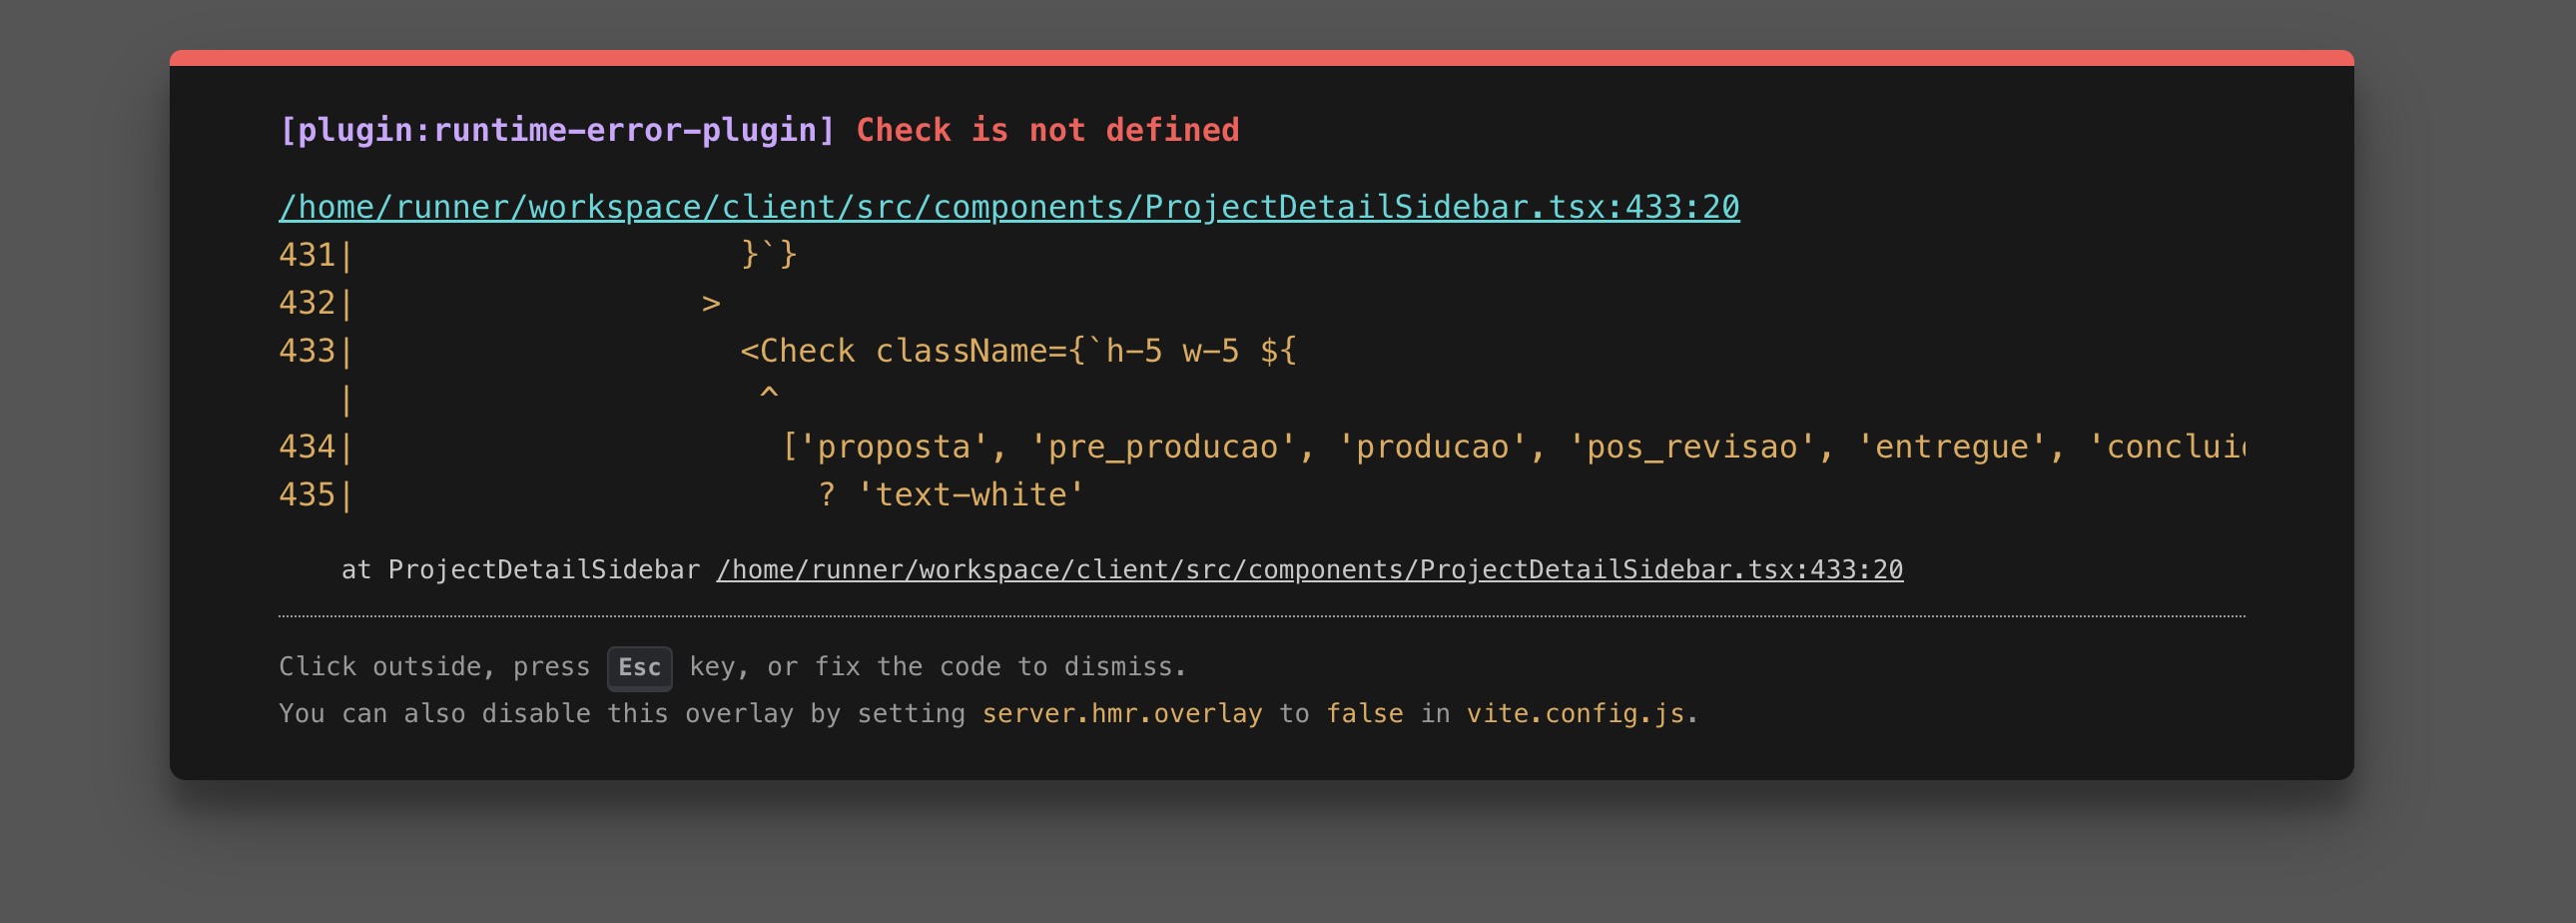 [plugin:runtime-error-plugin] Check is not defined
/home/runner/workspace/client/src/components/ProjectDetailSidebar.tsx:433:20
431|                    }`}
432|                  >
433|                    <Check className={`h-5 w-5 ${
   |                     ^
434|                      ['proposta', 'pre_producao', 'producao', 'pos_revisao', 'entregue',
435|                        ? 'text-white'
at ProjectDetailSidebar /home/runner/workspace/client/src/components/ProjectDetailSidebar.tsx:433:20
Click outside, press Esc key, or fix the code to dismiss.
You can also disable this overlay by setting server.hmr.overlay to false in vite.config.js.